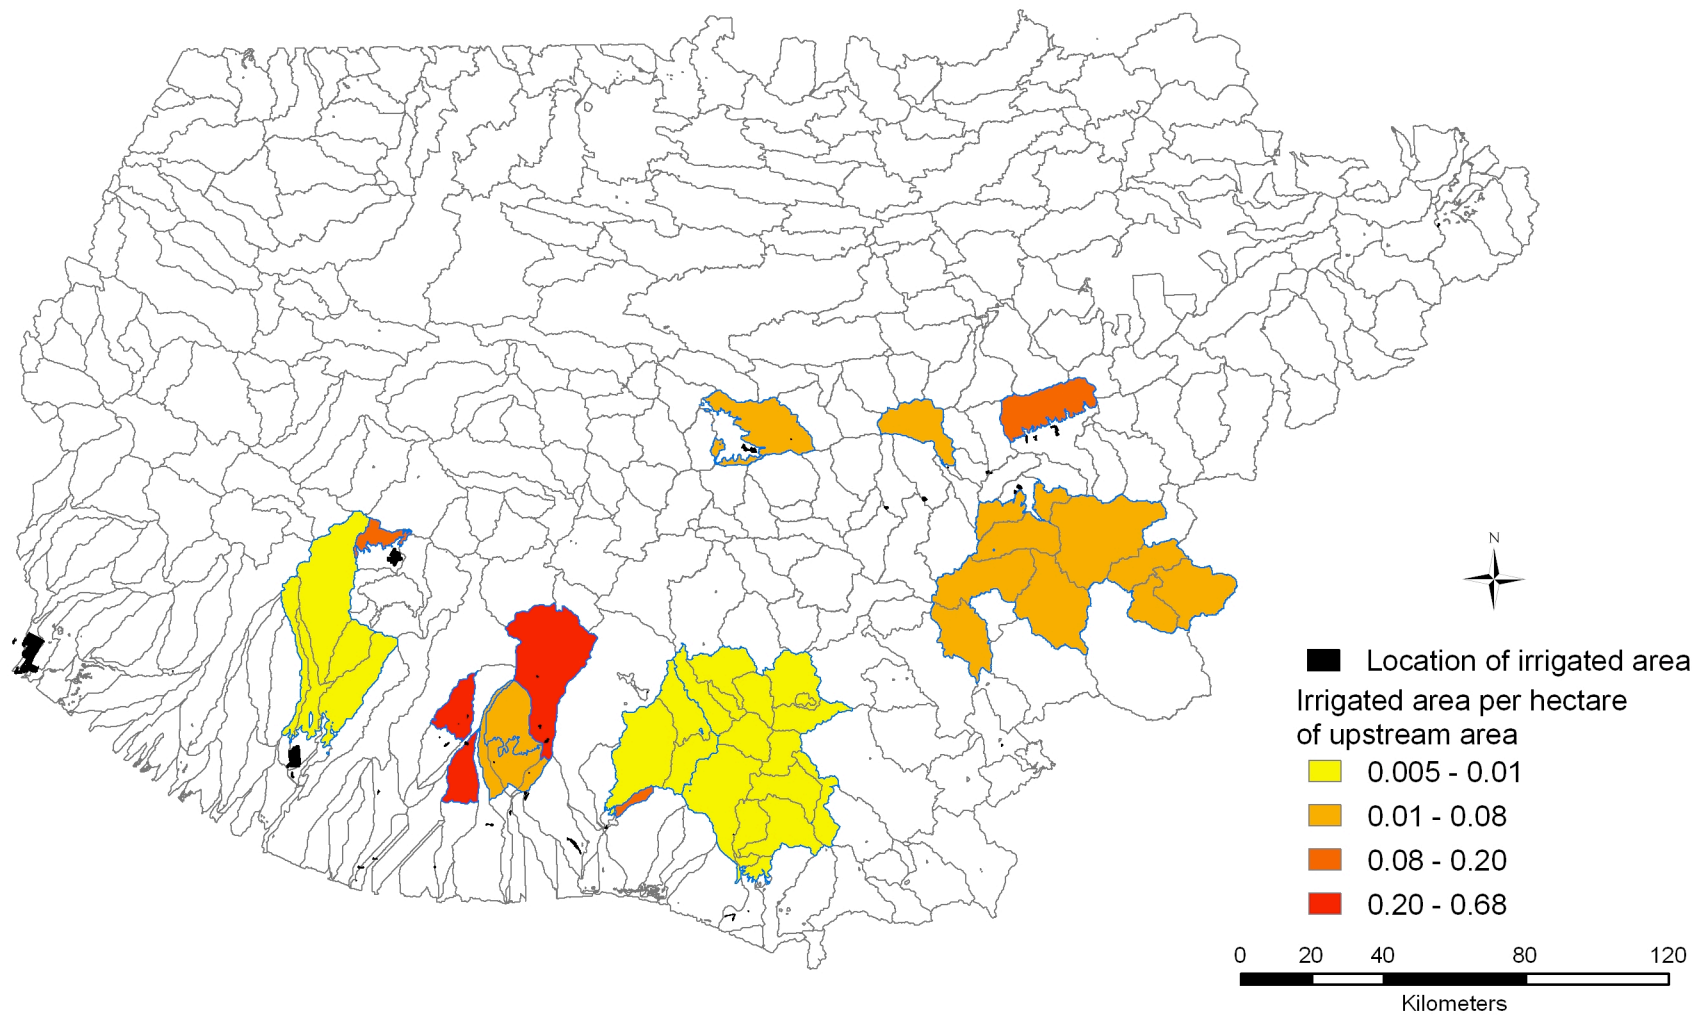 N
Location of irrigated area
Irrigated area per hectare
of upstream area
0.005 - 0.01
0.01 - 0.08
0.08 - 0.20
0.20 - 0.68
0 20 40 80 120
Kilometers